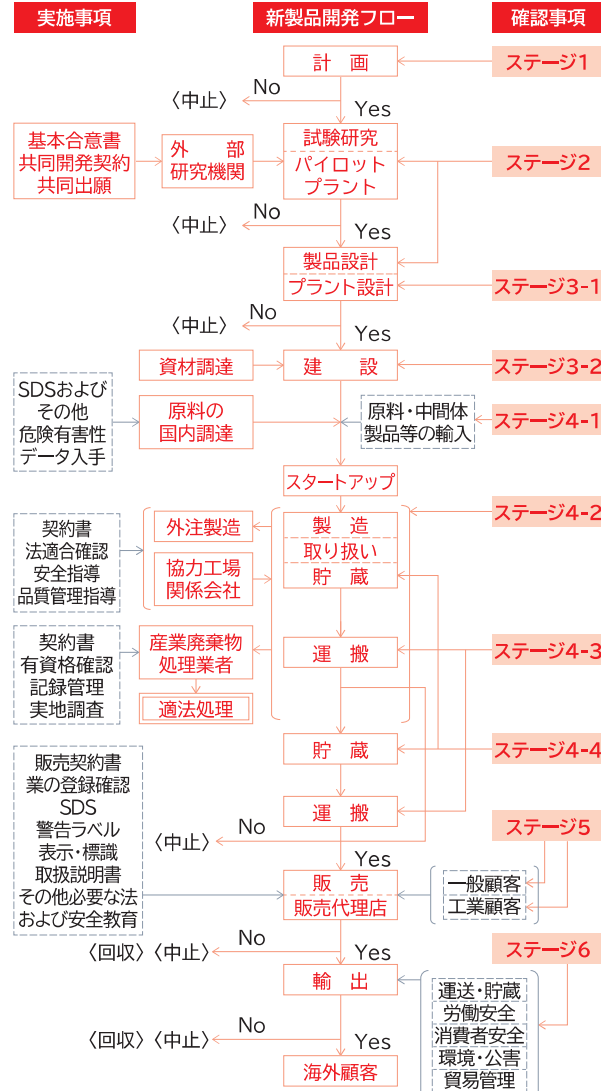 実施事項
新製品開発フロー
確認事項
計 画
ステージ1
No
〈中止〉
Yes
基本合意書
共同開発契約
共同出願
外 部
研究機関
試験研究
パイロット
プラント
ステージ2
No
〈中止〉
Yes
製品設計
プラント設計
ステージ3-1
No
〈中止〉
Yes
資材調達
建 設
ステージ3-2
SDSおよび
その他
危険有害性
データ入手
原料の
国内調達
原料・中間体
製品等の輸入
ステージ4-1
スタートアップ
契約書
法適合確認
安全指導
品質管理指導
外注製造
協力工場
関係会社
製 造
取り扱い
貯 蔵
ステージ4-2
契約書
有資格確認
記録管理
実地調査
産業廃棄物
処理業者
適法処理
運 搬
ステージ4-3
貯 蔵
ステージ4-4
販売契約書
業の登録確認
SDS
警告ラベル
表示・標識
取扱説明書
その他必要な法
および安全教育
運 搬
No
〈中止〉
Yes
ステージ5
販 売
販売代理店
一般顧客
工業顧客
No
〈回収〉〈中止〉
Yes
ステージ6
輸 出
運送・貯蔵
労働安全
消費者安全
環境・公害
貿易管理
No
〈回収〉〈中止〉
Yes
海外顧客